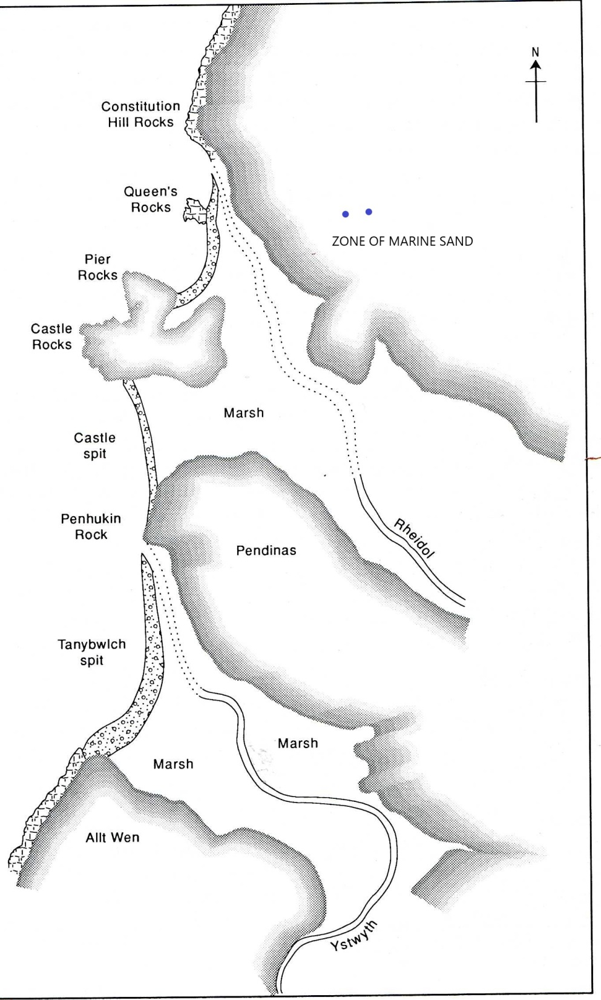 N
Constitution
Hill Rocks
Queen's
Rocks
ZONE OF MARINE SAND
Pier
Rocks
Castle
Rocks
Marsh
Castle
spit
Penhukin
Rock
Rheidol
Pendinas
Tanybwlch
spit
Marsh
Marsh
Allt Wen
Ystwyth